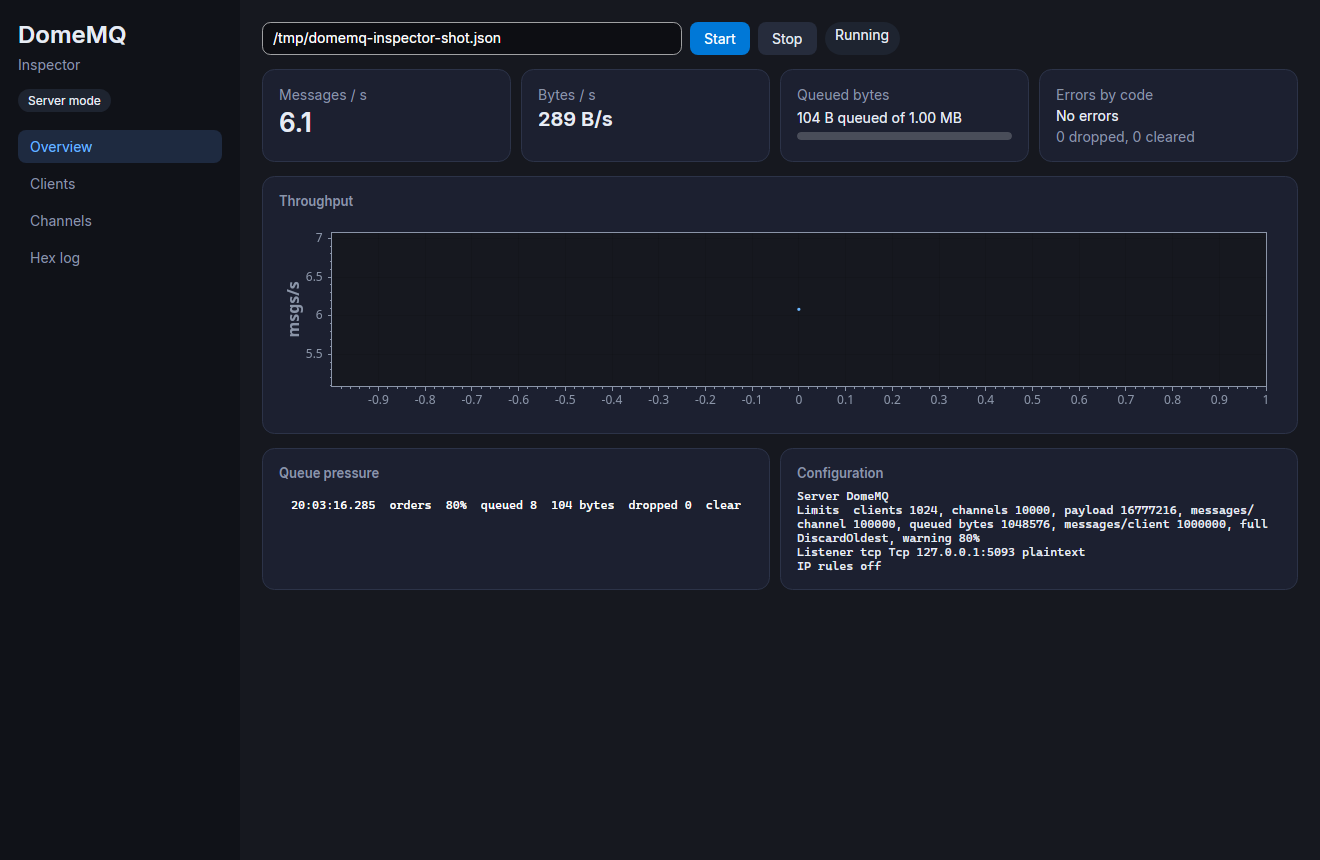 DomeMQ
Inspector
Server mode
Overview
Clients
Channels
Hex log
/tmp/domemq-inspector-shot.json
Start
Stop
Running
Messages / s
6.1
Bytes / s
289 B/s
Queued bytes
104 B queued of 1.00 MB
Errors by code
No errors
0 dropped, 0 cleared
Throughput
msgs/s
7
6.5
6
5.5
-0.9 -0.8 -0.7 -0.6 -0.5 -0.4 -0.3 -0.2 -0.1 0 0.1 0.2 0.3 0.4 0.5 0.6 0.7 0.8 0.9 1
Queue pressure
20:03:16.285 orders 80% queued 8 104 bytes dropped 0 clear
Configuration
Server DomeMQ
Limits clients 1024, channels 10000, payload 16777216, messages/
channel 100000, queued bytes 1048576, messages/client 1000000, full
DiscardOldest, warning 80%
Listener tcp Tcp 127.0.0.1:5093 plaintext
IP rules off